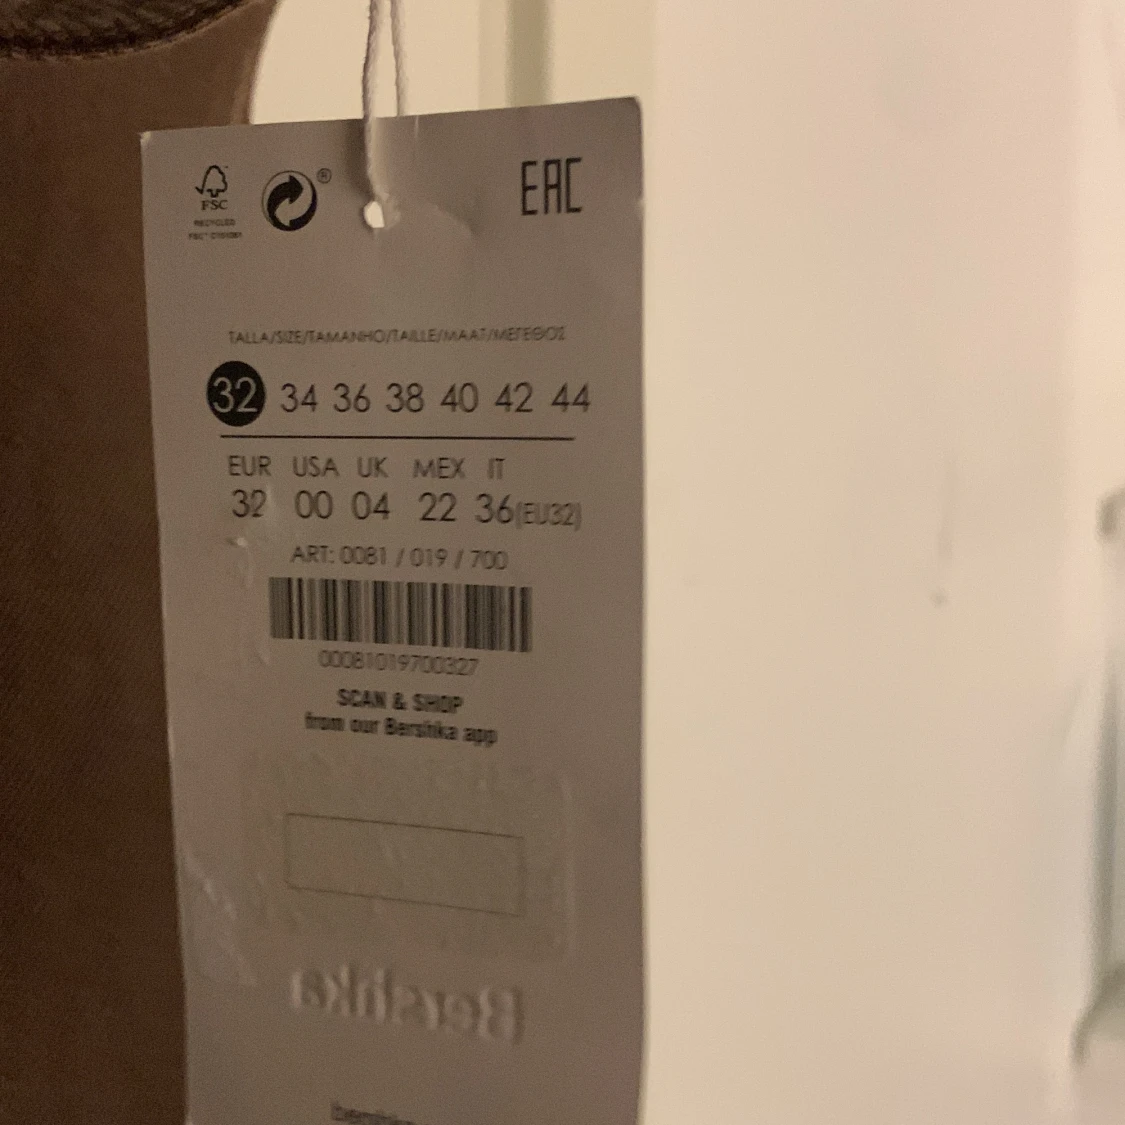 FSC
RECYCLED
®
EAC
TALLA/SIZE/TAMANHO/TAILLE/MAAT/ΜΕΓΕΘΟΣ
32 34 36 38 40 42 44
EUR USA UK MEX IT
32 00 04 22 36(EU32)
ART: 0081 / 019 / 700
00081019700327
SCAN & SHOP
from our Bershka app
Bershka